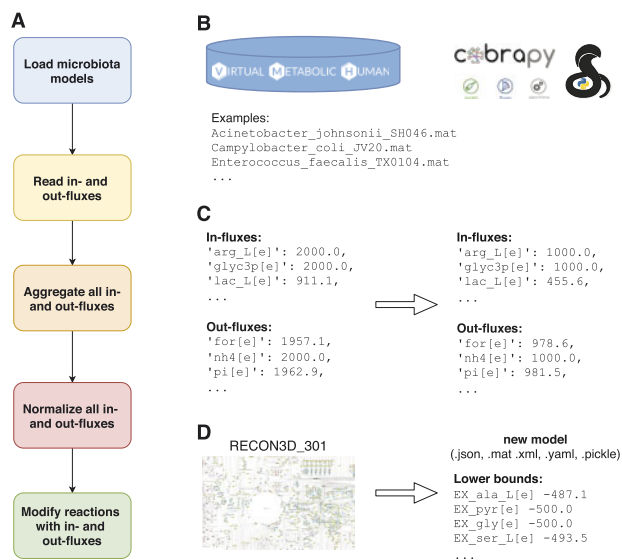 A
Load microbiota
models
Read in- and
out-fluxes
Aggregate all in-
and out-fluxes
Normalize all in-
and out-fluxes
Modify reactions
with in- and
out-fluxes
B
VIRTUAL METABOLIC HUMAN
cobrapy
Examples:
Acinetobacter_johnsonii_SH046.mat
Campylobacter_coli_JV20.mat
Enterococcus_faecalis_TX0104.mat
...
C
In-fluxes:
'arg_L[e]': 2000.0,
'glyc3p[e]': 2000.0,
'lac_L[e]': 911.1,
...
Out-fluxes:
'for[e]': 1957.1,
'nh4[e]': 2000.0,
'pi[e]': 1962.9,
...
In-fluxes:
'arg_L[e]': 1000.0,
'glyc3p[e]': 1000.0,
'lac_L[e]': 455.6,
...
Out-fluxes:
'for[e]': 978.6,
'nh4[e]': 1000.0,
'pi[e]': 981.5,
...
D
RECON3D_301
new model
(.json, .mat .xml, .yaml, .pickle)
Lower bounds:
EX_ala_L[e] -487.1
EX_pyr[e] -500.0
EX_gly[e] -500.0
EX_ser_L[e] -493.5
...